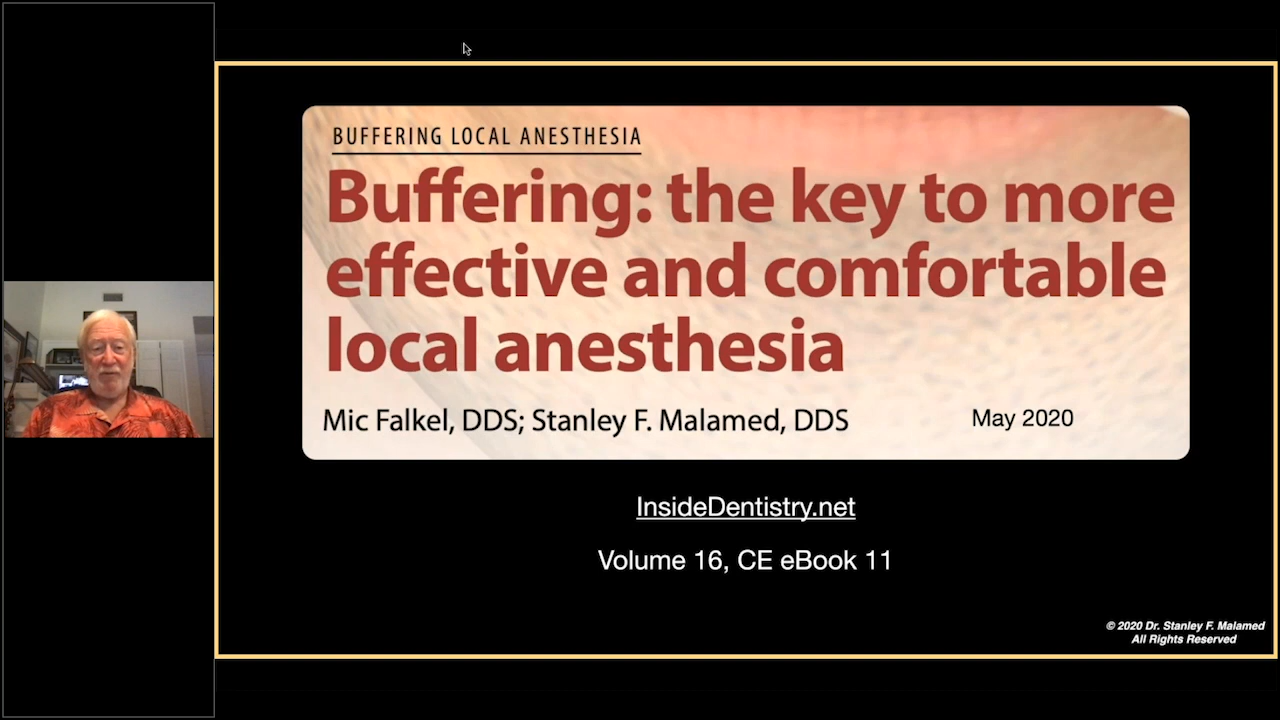 BUFFERING LOCAL ANESTHESIA
Buffering: the key to more
effective and comfortable
local anesthesia
Mic Falkel, DDS; Stanley F. Malamed, DDS
May 2020
InsideDentistry.net
Volume 16, CE eBook 11
© 2020 Dr. Stanley F. Malamed
All Rights Reserved